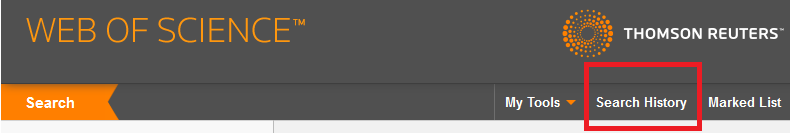 WEB OF SCIENCE™
THOMSON REUTERS™
Search
My Tools
Search History
Marked List